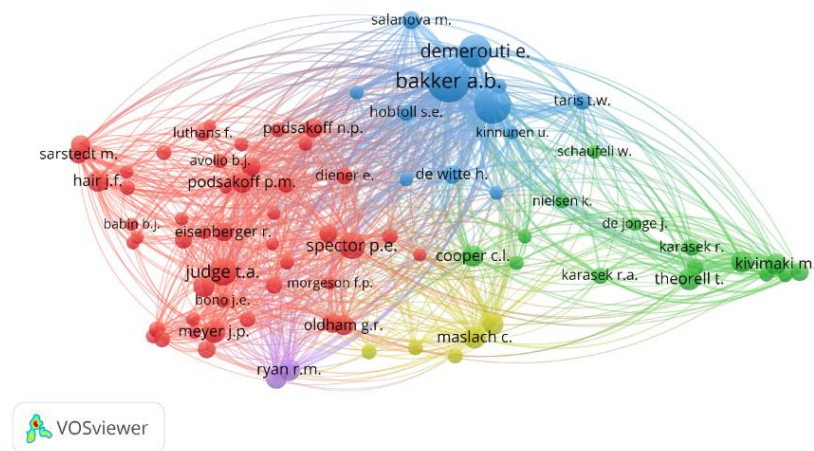 salanova m.
demerouti e.
bakker a.b.
taris t.w.
hobfoll s.e.
luthans f.
podsakoff n.p.
kinnunen u.
sarstedt m.
schaufeli w.
avolio b.j.
hair j.f.
podsakoff p.m.
diener e.
de witte h.
nielsen k.
babin b.j.
eisenberger r.
de jonge j.
spector p.e.
karasek r.
cooper c.l.
kivimaki m.
judge t.a.
morgeson f.p.
karasek r.a.
theorell t.
bono j.e.
meyer j.p.
oldham g.r.
maslach c.
ryan r.m.
VOSviewer